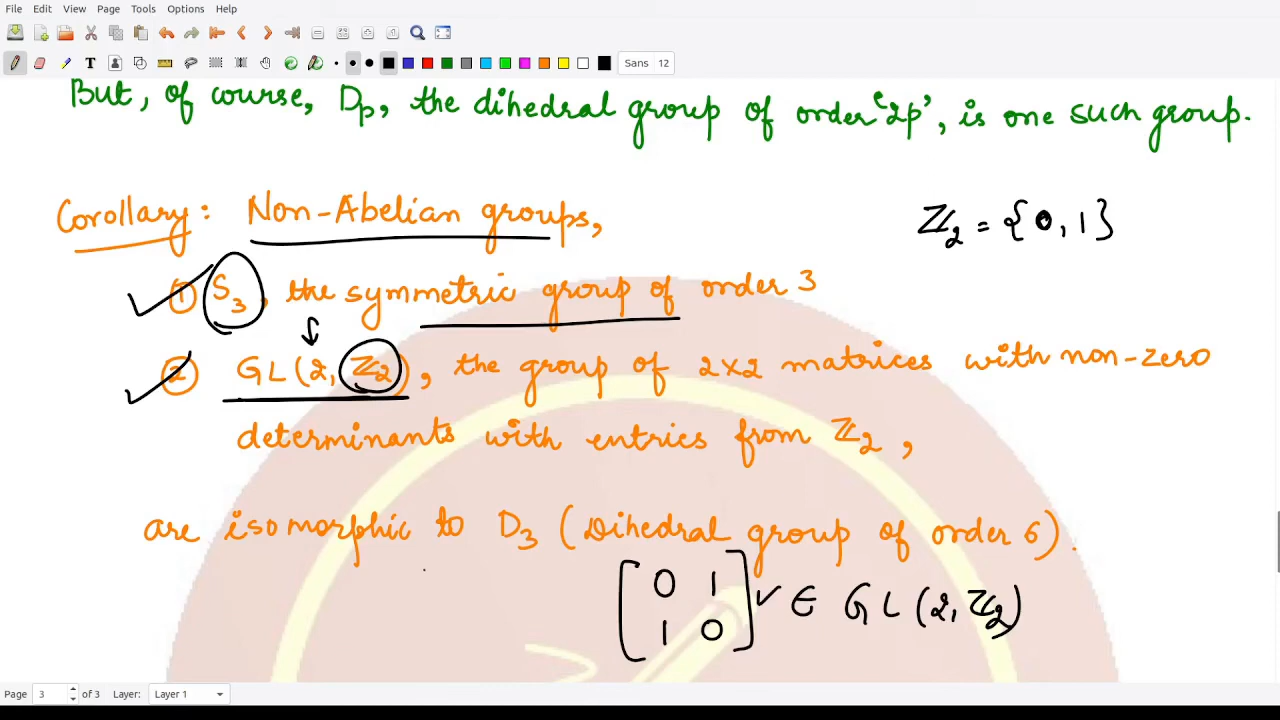 File Edit View Page Tools Options Help
Sans 12
But, of course, Dp, the dihedral group of order '2p', is one such group.
Corollary: Non-Abelian groups,
ℤ2 = {0, 1}
① S3, the symmetric group of order 3
② GL(2, ℤ2), the group of 2x2 matrices with non-zero
determinants with entries from ℤ2,
are isomorphic to D3 (Dihedral group of order 6).
[0 1
1 0] ✓ ∈ GL(2, ℤ2)
Page 3 of 3 Layer: Layer 1